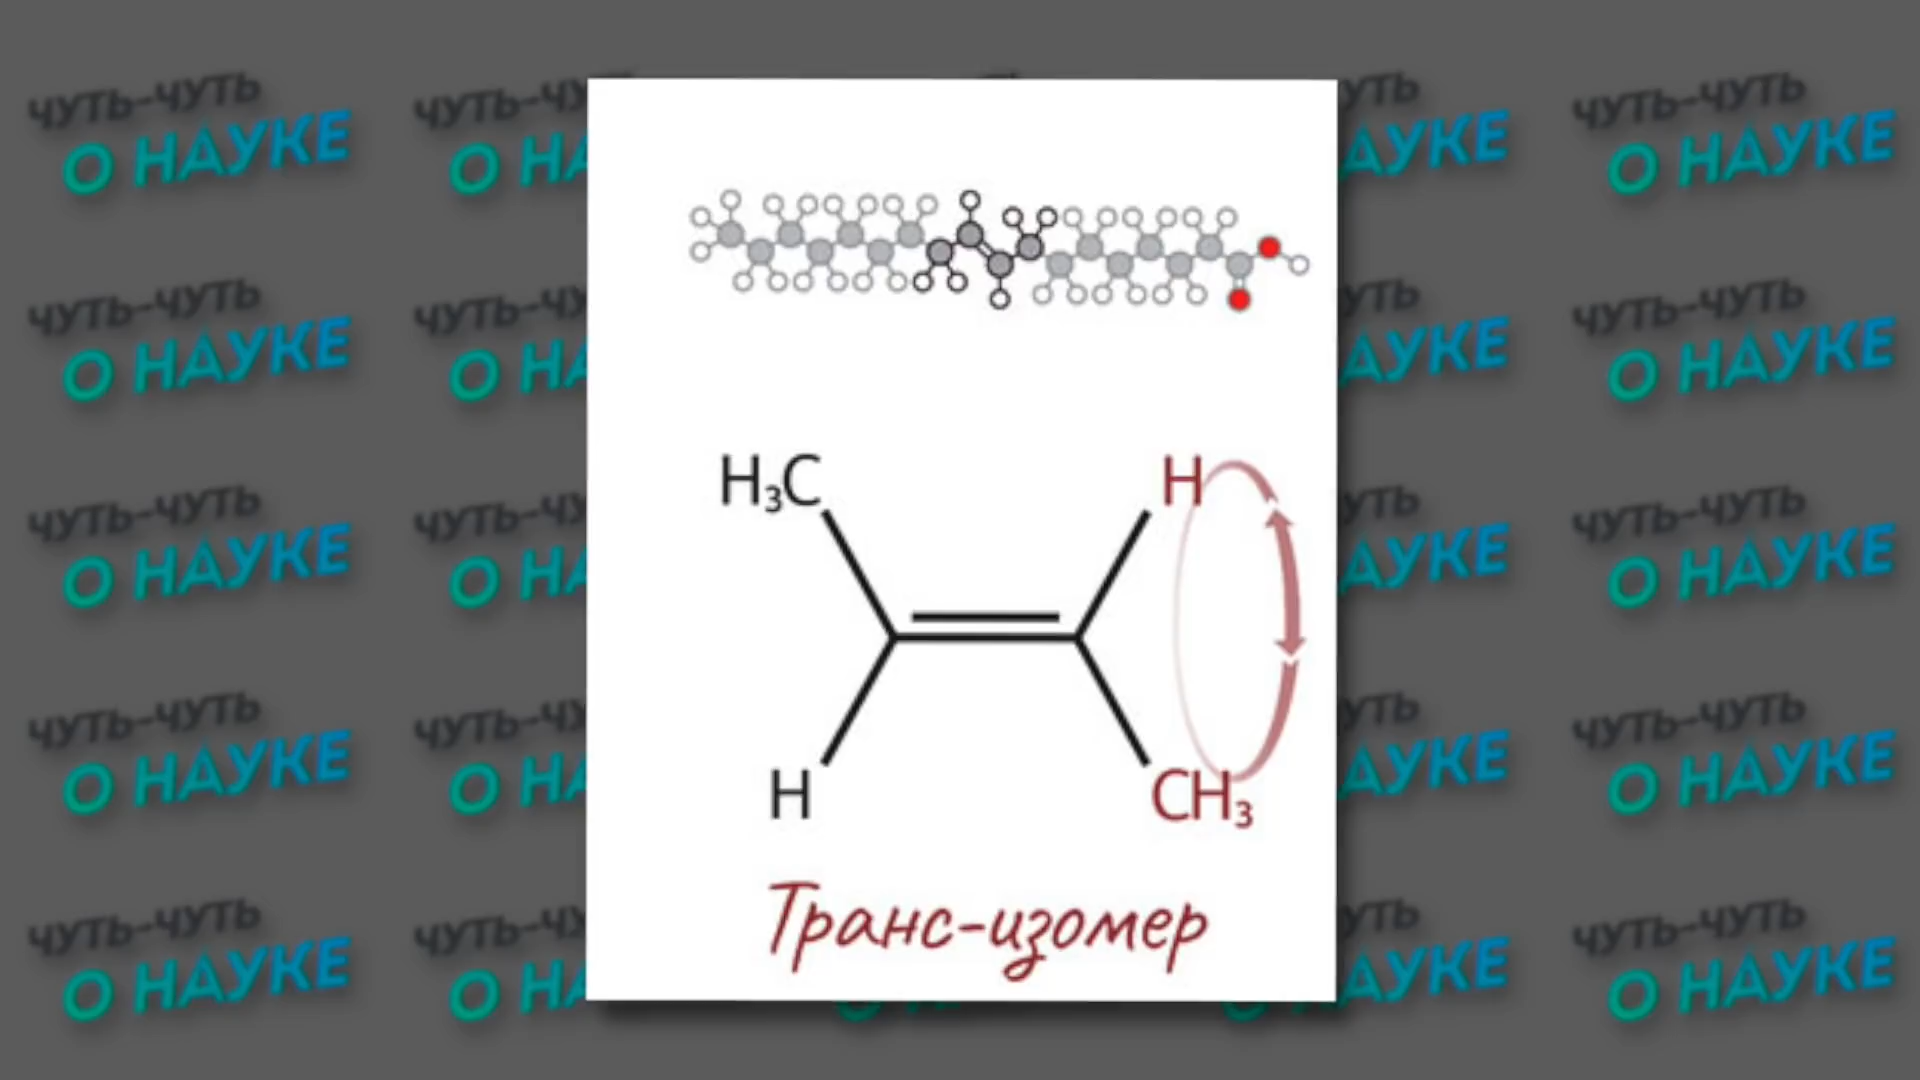 ЧУТЬ-ЧУТЬ
О НАУКЕ
H₃C
H
H
CH₃
Транс-изомер